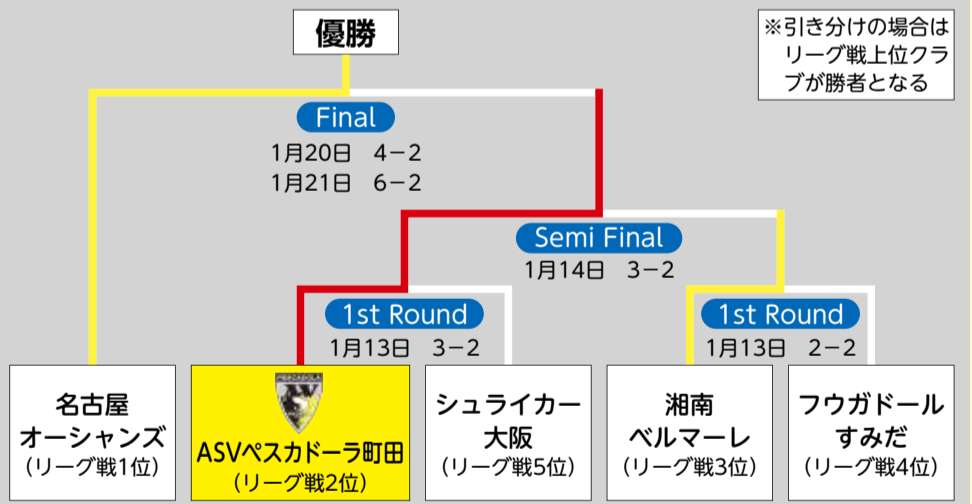 優勝
※引き分けの場合は
リーグ戦上位クラ
ブが勝者となる
Final
1月20日 4−2
1月21日 6−2
Semi Final
1月14日 3−2
1st Round
1月13日 3−2
1st Round
1月13日 2−2
名古屋
オーシャンズ
(リーグ戦1位)
ASVペスカドーラ町田
(リーグ戦2位)
シュライカー
大阪
(リーグ戦5位)
湘南
ベルマーレ
(リーグ戦3位)
フウガドール
すみだ
(リーグ戦4位)